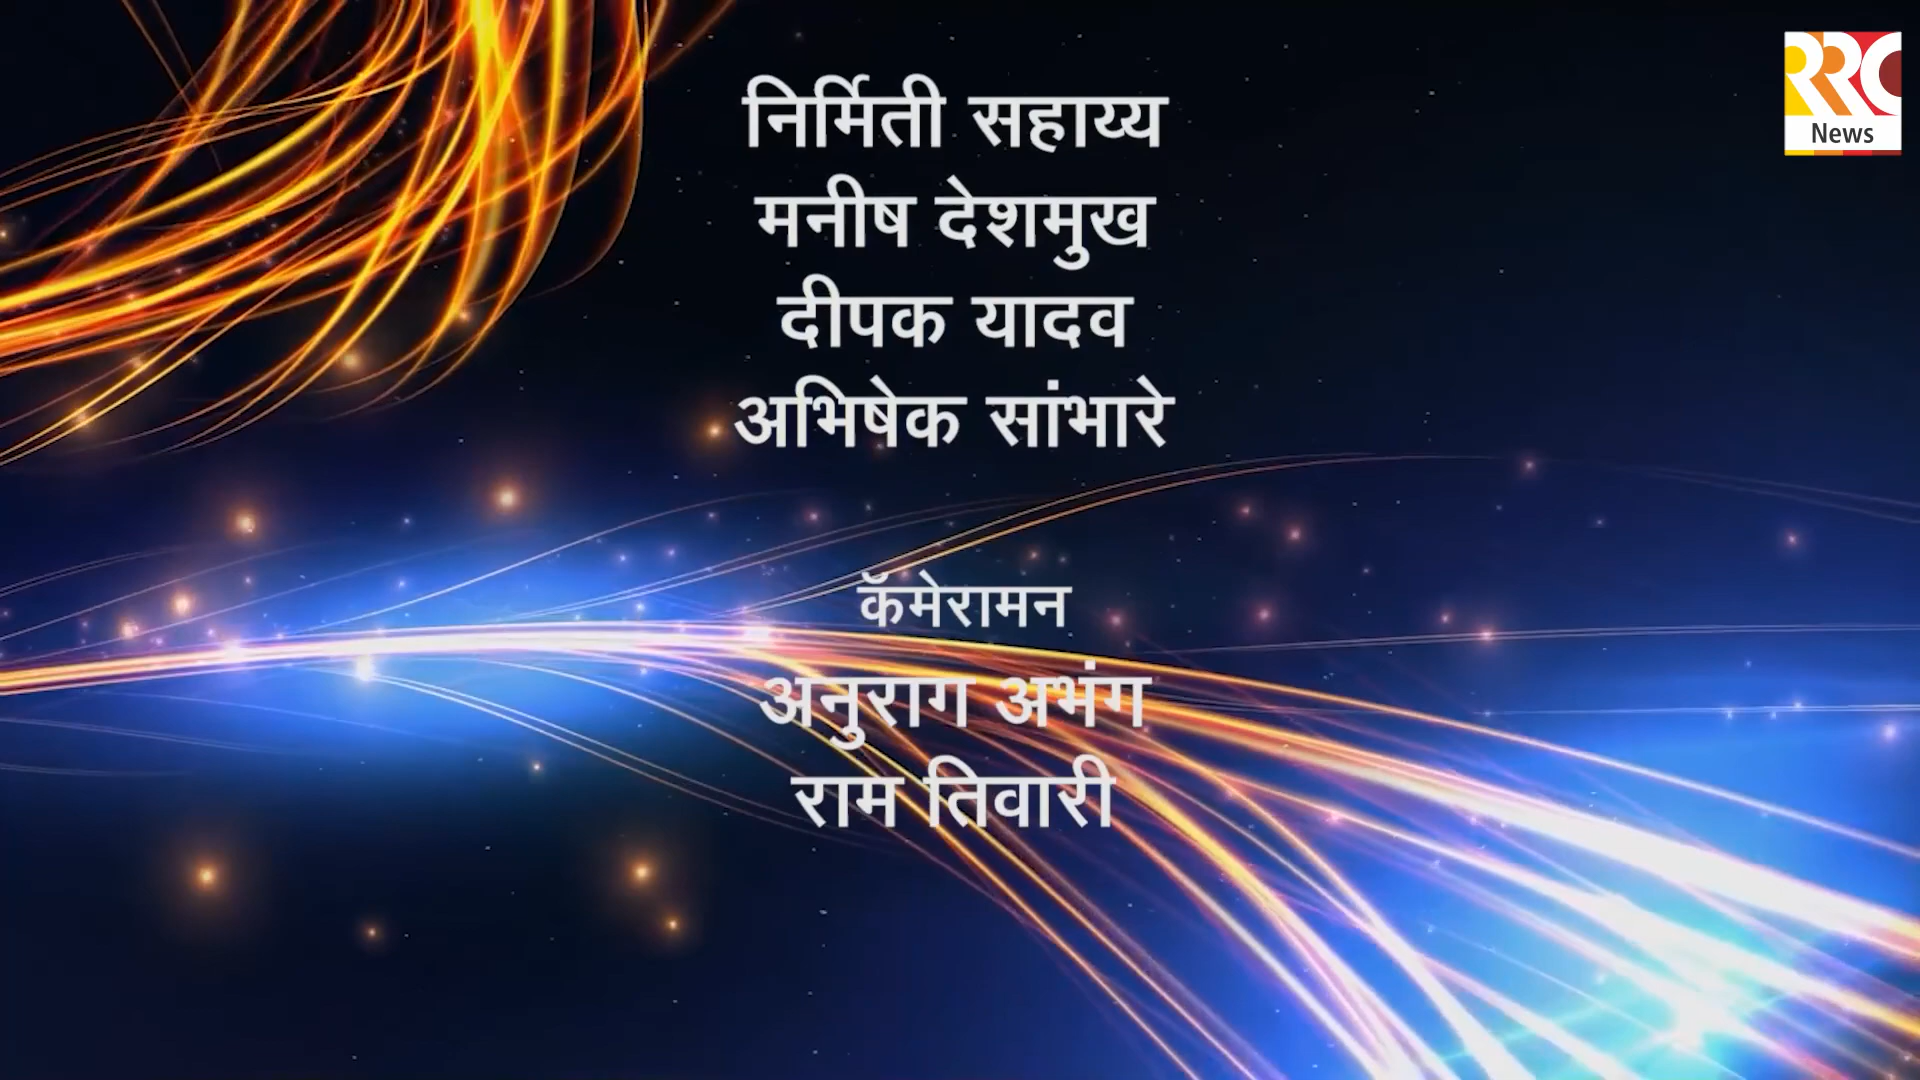 RRC
News
निर्मिती सहाय्य
मनीष देशमुख
दीपक यादव
अभिषेक सांभारे
कॅमेरामन
अनुराग अभंग
राम तिवारी